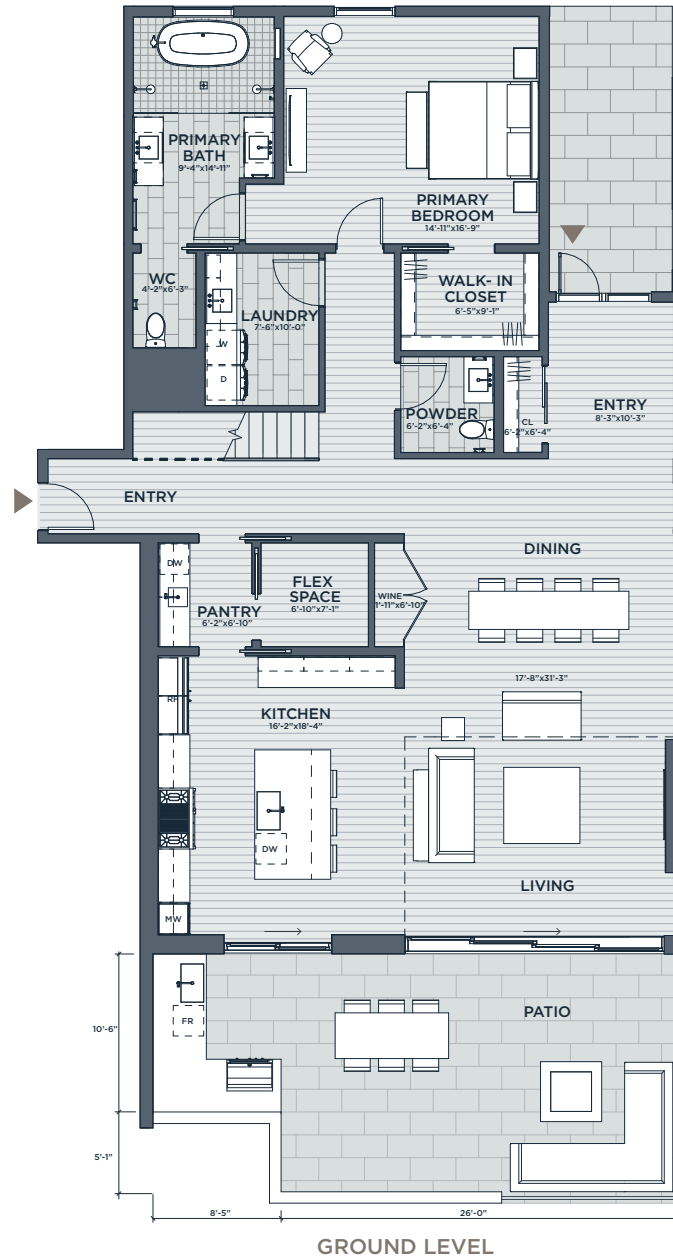 PRIMARY
BATH
9'-4"x14'-11"
PRIMARY
BEDROOM
14'-11"x16'-9"
WC
4'-2"x6'-3"
LAUNDRY
7'-6"x10'-0"
W
D
WALK- IN
CLOSET
6'-5"x9'-1"
POWDER
6'-2"x6'-4"
CL
6'-2"x6'-4"
ENTRY
8'-3"x10'-3"
ENTRY
DINING
DW
PANTRY
6'-2"x6'-10"
FLEX
SPACE
6'-10"x7'-1"
WINE
1'-11"x6'-10"
17'-8"x31'-3"
RF
KITCHEN
16'-2"x18'-4"
DW
LIVING
MW
PATIO
FR
10'-6"
5'-1"
8'-5"
26'-0"
GROUND LEVEL